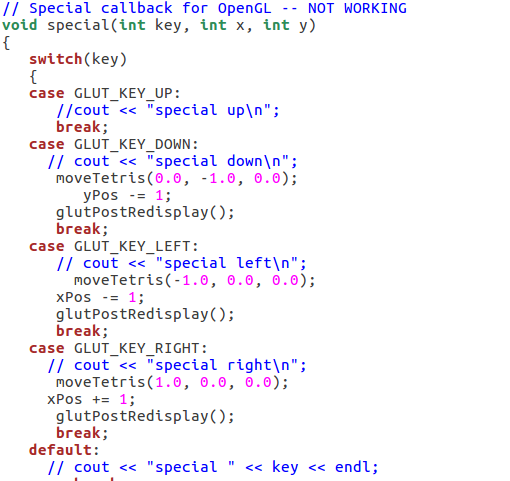 // Special callback for OpenGL -- NOT WORKING
void special(int key, int x, int y)
{
switch(key)
{
case GLUT_KEY_UP:
//cout << "special up\n";
break;
case GLUT_KEY_DOWN:
// cout << "special down\n";
moveTetris(0.0, -1.0, 0.0);
yPos -= 1;
glutPostRedisplay();
break;
case GLUT_KEY_LEFT:
// cout << "special left\n";
moveTetris(-1.0, 0.0, 0.0);
xPos -= 1;
glutPostRedisplay();
break;
case GLUT_KEY_RIGHT:
// cout << "special right\n";
moveTetris(1.0, 0.0, 0.0);
xPos += 1;
glutPostRedisplay();
break;
default:
// cout << "special " << key << endl;